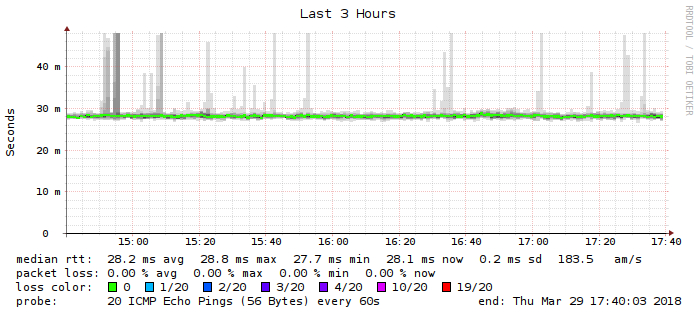 Last 3 Hours
RRDTOOL / TOBI OETIKER
Seconds
40 m
30 m
20 m
10 m
0
15:00 15:20 15:40 16:00 16:20 16:40 17:00 17:20 17:40
median rtt: 28.2 ms avg 28.8 ms max 27.7 ms min 28.1 ms now 0.2 ms sd 183.5 am/s
packet loss: 0.00 % avg 0.00 % max 0.00 % min 0.00 % now
loss color: 0 1/20 2/20 3/20 4/20 10/20 19/20
probe: 20 ICMP Echo Pings (56 Bytes) every 60s end: Thu Mar 29 17:40:03 2018